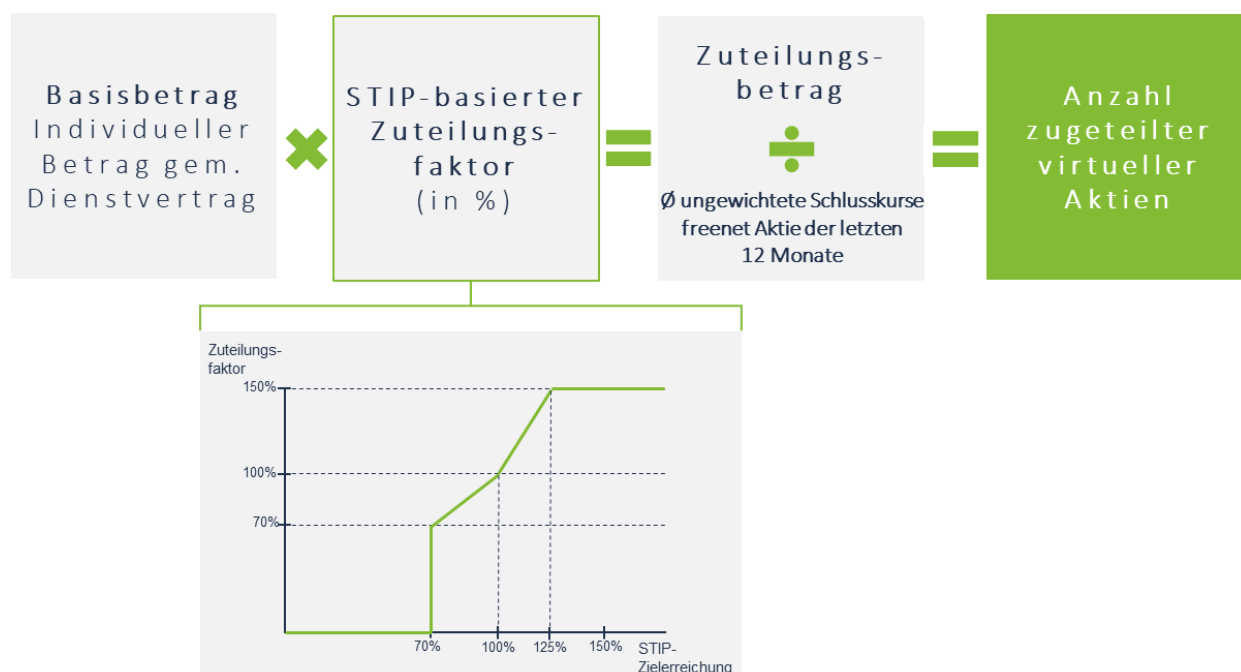 Basisbetrag
Individueller
Betrag gem.
Dienstvertrag
STIP-basierter
Zuteilungs-
faktor
(in %)
Zuteilungs-
betrag
Ø ungewichtete Schlusskurse
freenet Aktie der letzten
12 Monate
Anzahl
zugeteilter
virtueller
Aktien
Zuteilungs-
faktor
150%
100%
70%
70%
100%
125%
150%
STIP-
Zielerreichung